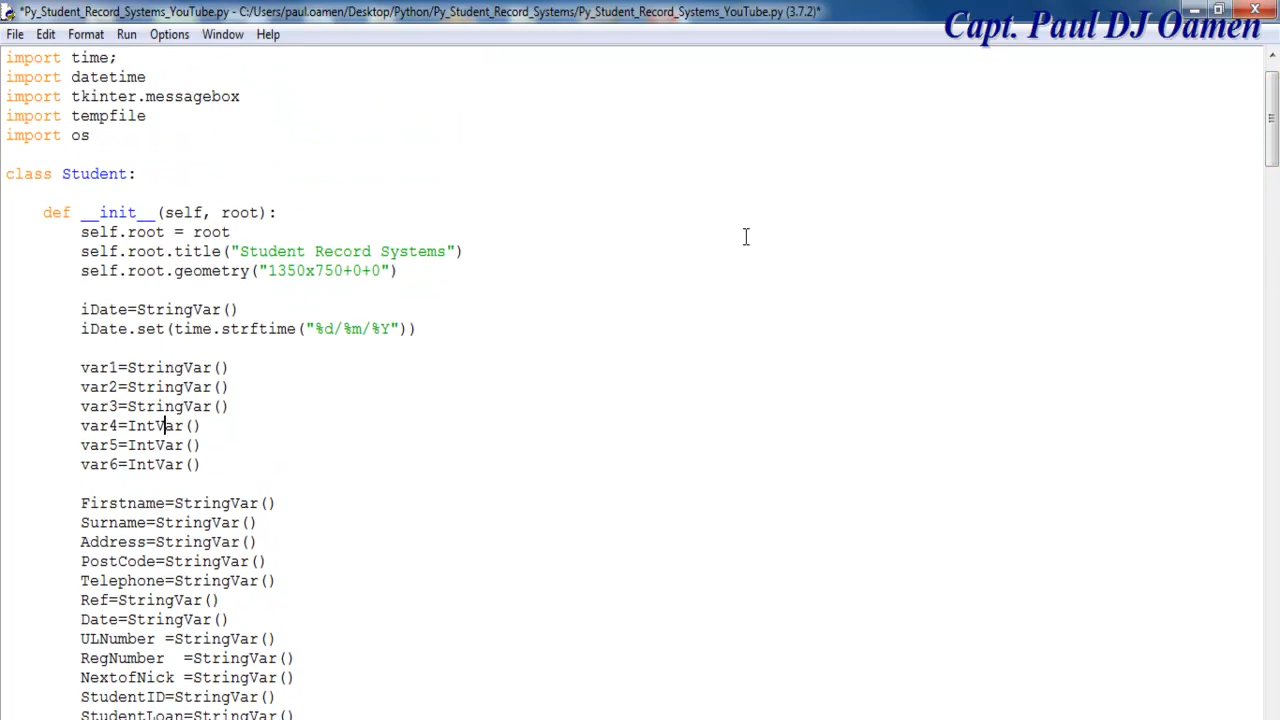 *Py_Student_Record_Systems_YouTube.py - C:/Users/paul.oamen/Desktop/Python/Py_Student_Record_Systems/Py_Student_Record_Systems_YouTube.py (3.7.2)*
Capt. Paul DJ Oamen
File Edit Format Run Options Window Help
import time;
import datetime
import tkinter.messagebox
import tempfile
import os
class Student:
def __init__(self, root):
self.root = root
self.root.title("Student Record Systems")
self.root.geometry("1350x750+0+0")
iDate=StringVar()
iDate.set(time.strftime("%d/%m/%Y"))
var1=StringVar()
var2=StringVar()
var3=StringVar()
var4=IntVar()
var5=IntVar()
var6=IntVar()
Firstname=StringVar()
Surname=StringVar()
Address=StringVar()
PostCode=StringVar()
Telephone=StringVar()
Ref=StringVar()
Date=StringVar()
ULNumber =StringVar()
RegNumber  =StringVar()
NextofNick =StringVar()
StudentID=StringVar()
StudentLoan=StringVar()